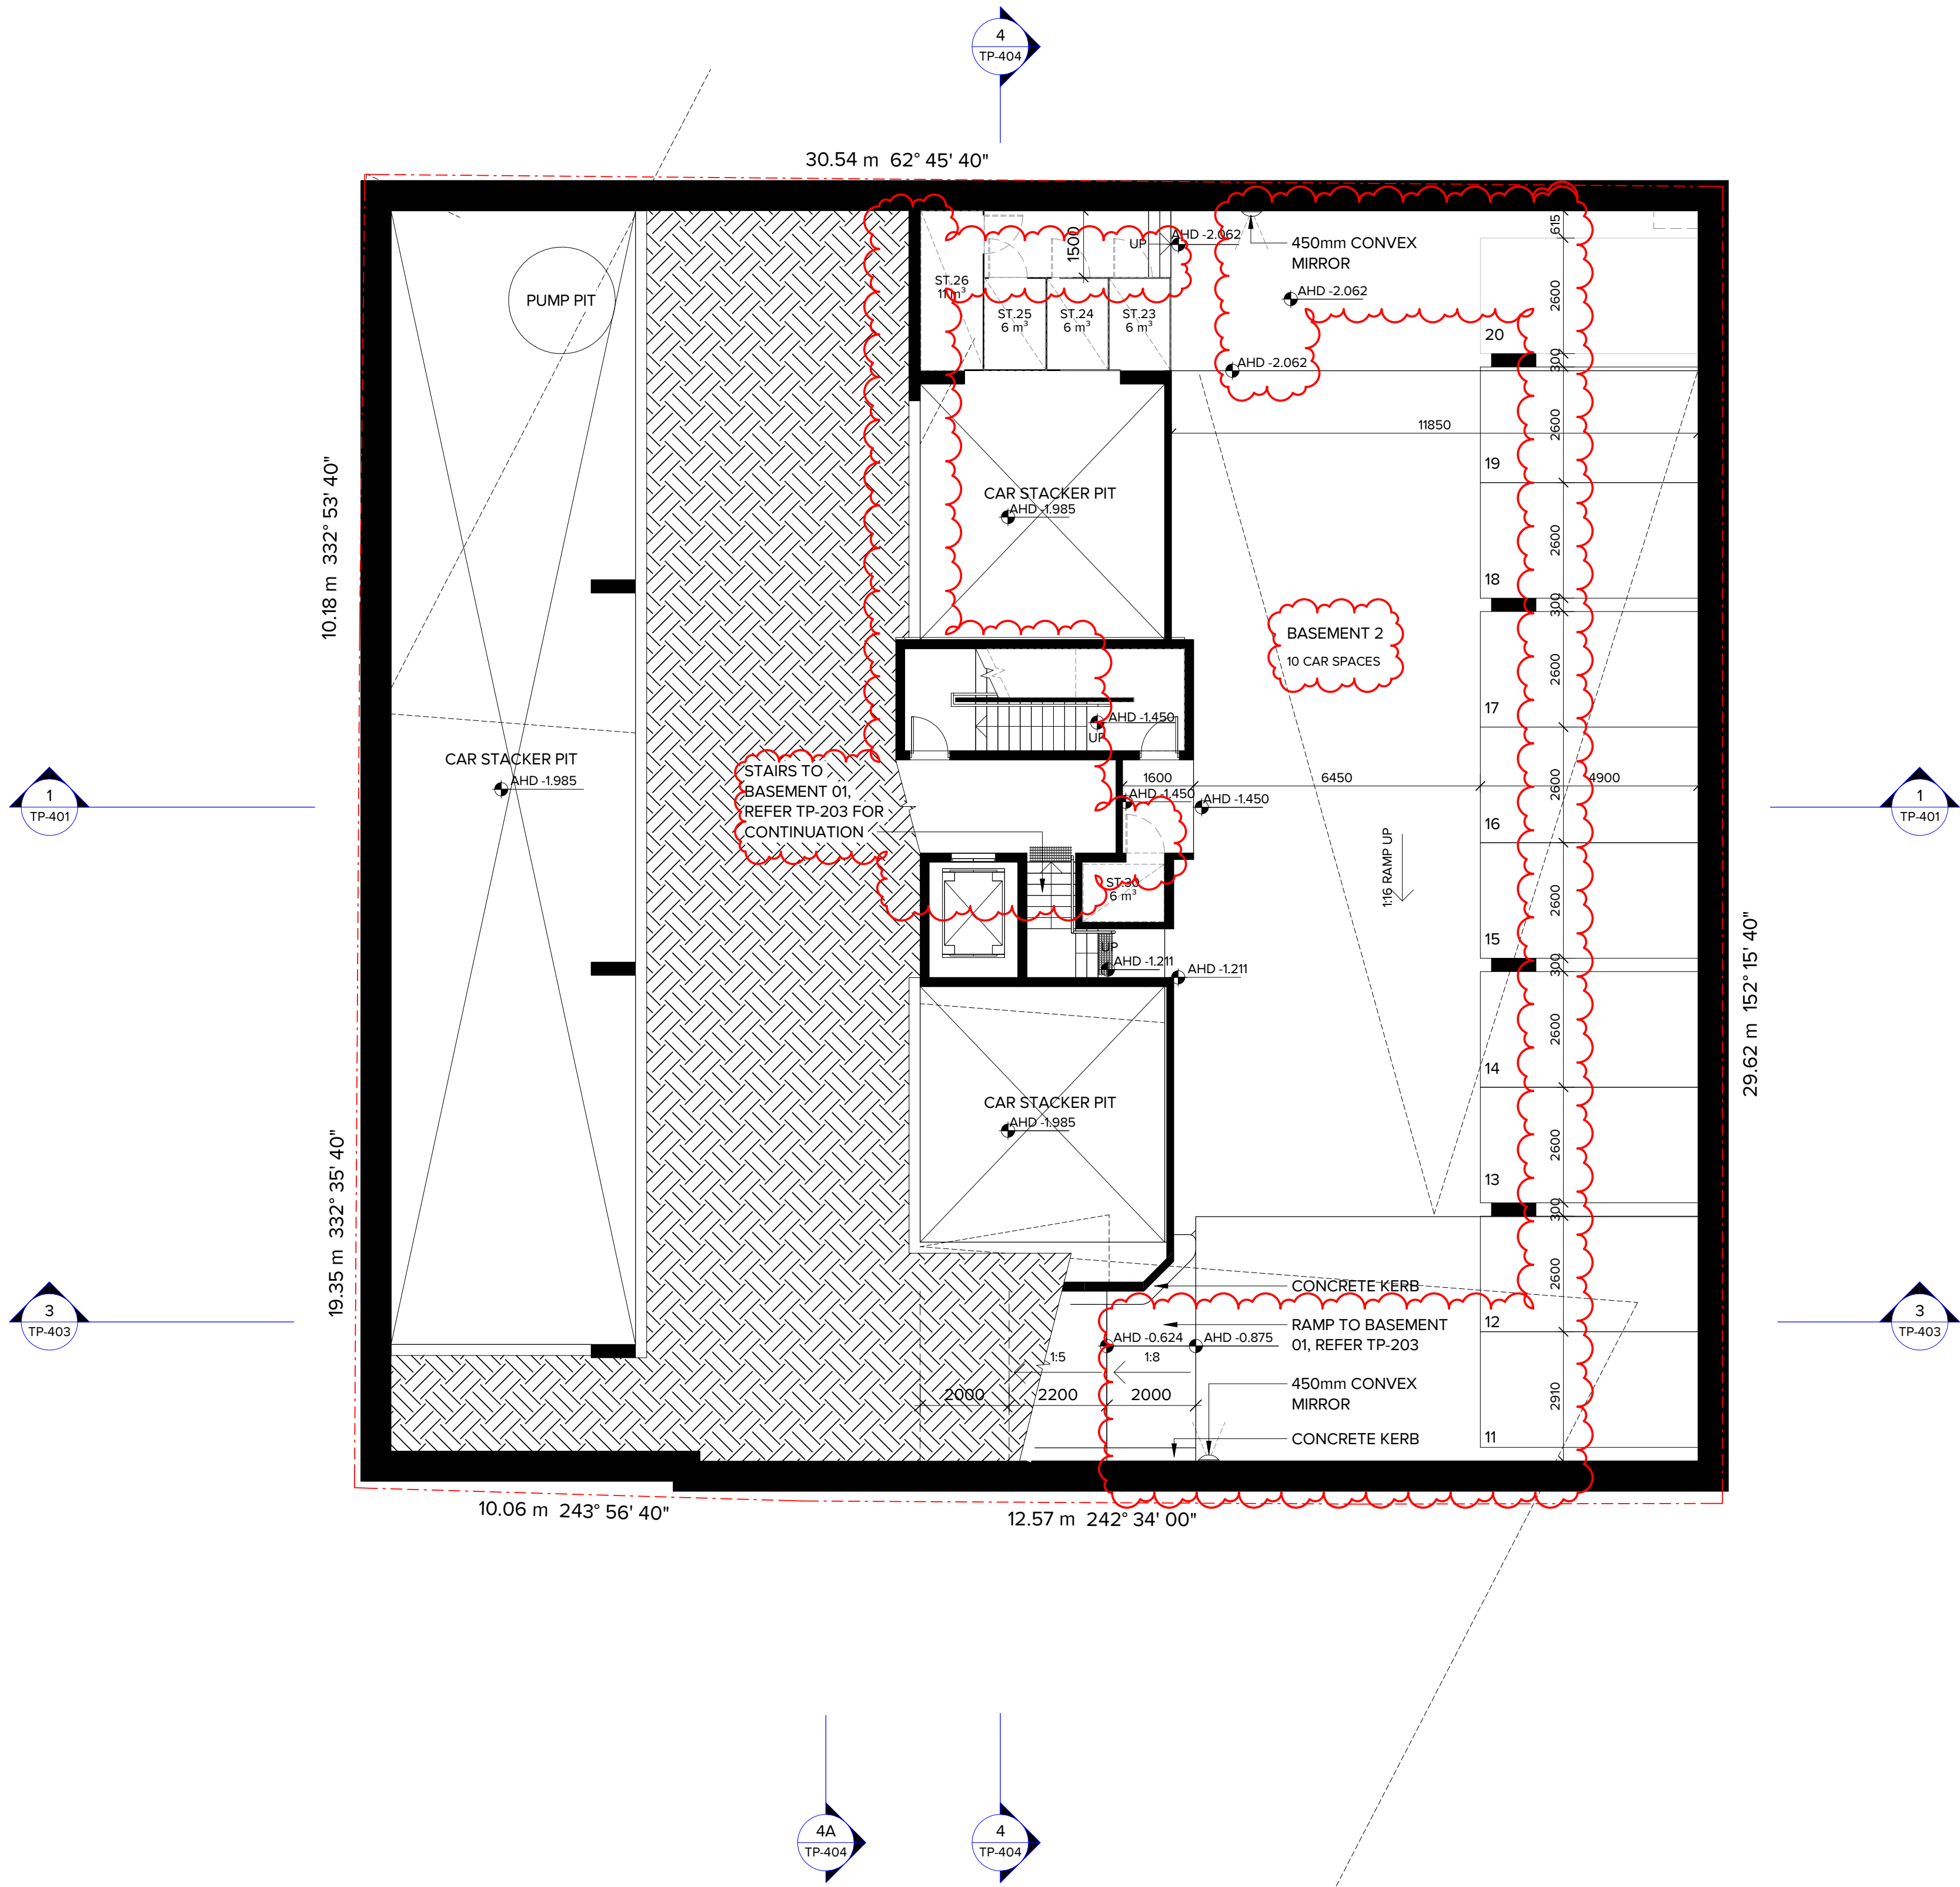 4
TP-404
30.54 m 62° 45' 40"
PUMP PIT
ST.26
11 m³
ST.25
6 m³
ST.24
6 m³
ST.23
6 m³
1500
UP
AHD -2.062
450mm CONVEX
MIRROR
AHD -2.062
AHD -2.062
615
2600
20
300
2600
11850
19
10.18 m 332° 53' 40"
CAR STACKER PIT
AHD -1.985
2600
18
300
BASEMENT 2
10 CAR SPACES
2600
17
AHD -1.450
UP
CAR STACKER PIT
AHD -1.985
STAIRS TO
BASEMENT 01,
REFER TP-203 FOR
CONTINUATION
1600
6450
4900
AHD -1.450
AHD -1.450
2600
16
1
TP-401
1
TP-401
1:16 RAMP UP
ST.30
6 m³
2600
15
300
UP
AHD -1.211
AHD -1.211
29.62 m 152° 15' 40"
2600
14
CAR STACKER PIT
AHD -1.985
2600
13
300
19.35 m 332° 35' 40"
2600
CONCRETE KERB
3
TP-403
3
TP-403
12
RAMP TO BASEMENT
01, REFER TP-203
AHD -0.624
AHD -0.875
1:5
1:8
2000
2200
2000
450mm CONVEX
MIRROR
2910
CONCRETE KERB
11
10.06 m 243° 56' 40"
12.57 m 242° 34' 00"
4A
TP-404
4
TP-404